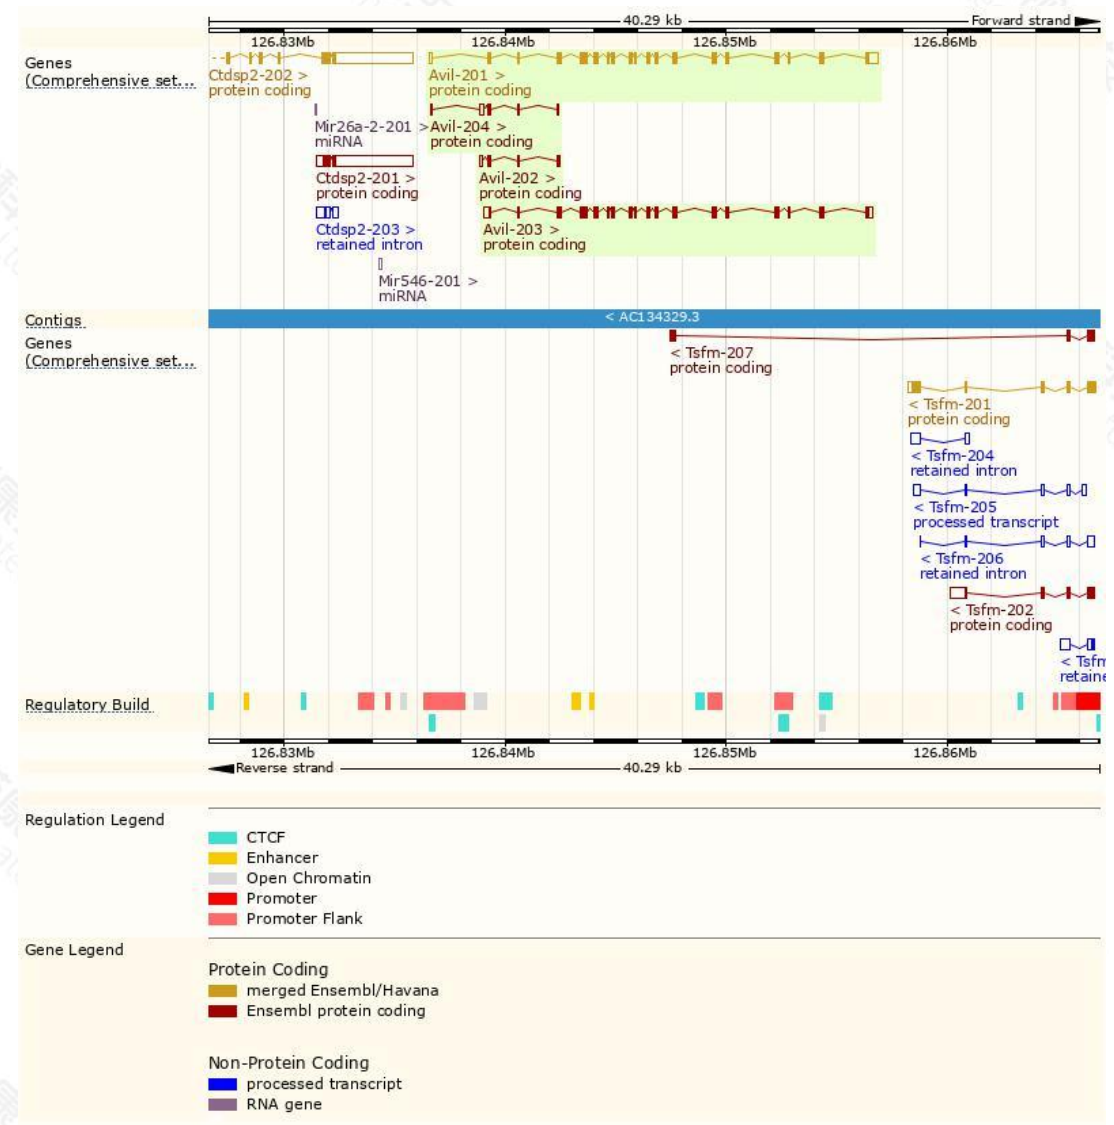 40.29 kb Forward strand
126.83Mb 126.84Mb 126.85Mb 126.86Mb
Genes
(Comprehensive set...
Ctdsp2-202 > Avil-201 >
protein coding protein coding
Mir26a-2-201 > Avil-204 >
miRNA protein coding
Ctdsp2-201 > Avil-202 >
protein coding protein coding
Ctdsp2-203 > Avil-203 >
retained intron protein coding
Mir546-201 >
miRNA
Contigs
< AC134329.3
Genes
(Comprehensive set...
< Tsfm-207
protein coding
< Tsfm-201
protein coding
< Tsfm-204
retained intron
< Tsfm-205
processed transcript
< Tsfm-206
retained intron
< Tsfm-202
protein coding
< Tsfm
retaine
Regulatory Build
126.83Mb 126.84Mb 126.85Mb 126.86Mb
Reverse strand 40.29 kb
Regulation Legend
CTCF
Enhancer
Open Chromatin
Promoter
Promoter Flank
Gene Legend
Protein Coding
merged Ensembl/Havana
Ensembl protein coding
Non-Protein Coding
processed transcript
RNA gene